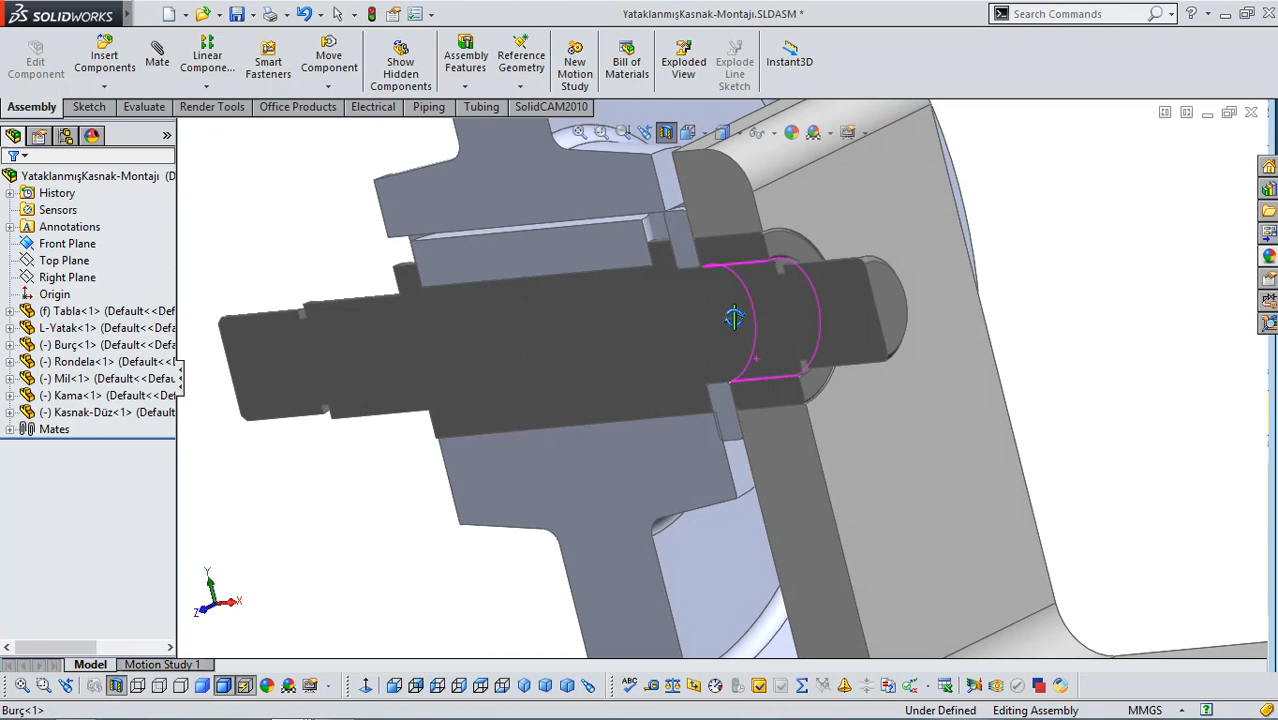 SOLIDWORKS
YataklanmışKasnak-Montajı.SLDASM *
Search Commands
Edit Component
Insert Components
Mate
Linear Compone...
Smart Fasteners
Move Component
Show Hidden Components
Assembly Features
Reference Geometry
New Motion Study
Bill of Materials
Exploded View
Explode Line Sketch
Instant3D
Assembly
Sketch
Evaluate
Render Tools
Office Products
Electrical
Piping
Tubing
SolidCAM2010
YataklanmışKasnak-Montajı (D
History
Sensors
Annotations
Front Plane
Top Plane
Right Plane
Origin
(f) Tabla<1> (Default<<D
L-Yatak<1> (Default<<De
(-) Burç<1> (Default<<Def
(-) Rondela<1> (Default<<
(-) Mil<1> (Default<<Defau
(-) Kama<1> (Default<<Def
(-) Kasnak-Düz<1> (Default
Mates
Y
X
Z
Model
Motion Study 1
Burç<1>
Under Defined
Editing Assembly
MMGS